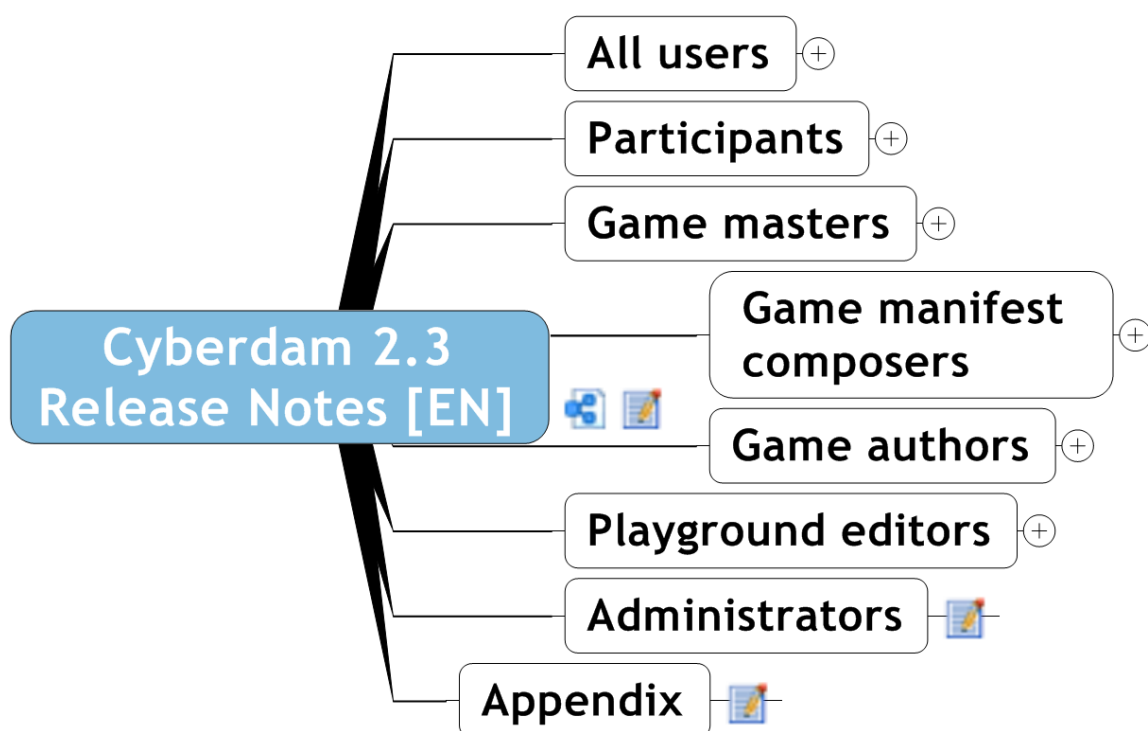 All users
Participants
Game masters
Game manifest
composers
Cyberdam 2.3
Release Notes [EN]
Game authors
Playground editors
Administrators
Appendix